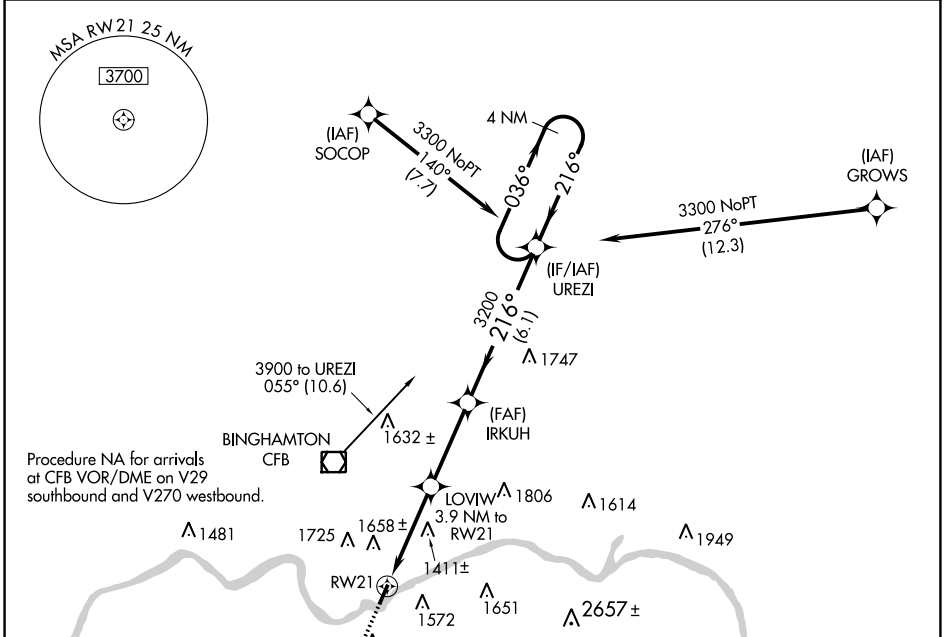 MSA RW21 25 NM
3700
(IAF)
SOCOP
3300 NoPT
140°
(7.7)
4 NM
036°
216°
(IAF)
GROWS
3300 NoPT
276°
(12.3)
(IF/IAF)
UREZI
3200
216°
(6.1)
1747
3900 to UREZI
055° (10.6)
1632 ±
(FAF)
IRKUH
BINGHAMTON
CFB
Procedure NA for arrivals
at CFB VOR/DME on V29
southbound and V270 westbound.
LOVIW
3.9 NM to
RW21
1806
1614
1481
1725
1658 ±
1949
1411±
RW21
1572
1651
2657 ±